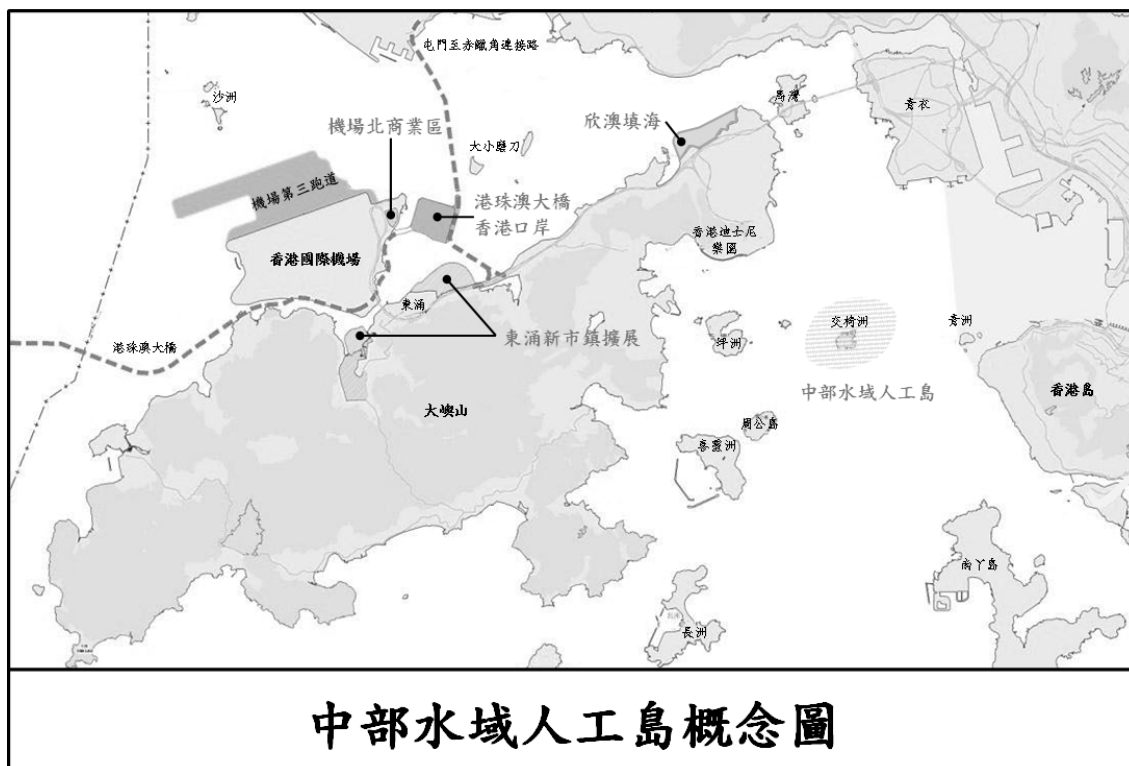 屯門至赤鱲角連接路
沙洲
馬灣
青衣
機場北商業區
欣澳填海
大小磨刀
機場第三跑道
港珠澳大橋
香港口岸
香港迪士尼
樂園
香港國際機場
東涌
交椅洲
青洲
坪洲
東涌新市鎮擴展
港珠澳大橋
中部水域人工島
香港島
大嶼山
周公島
喜靈洲
南丫島
長洲
中部水域人工島概念圖